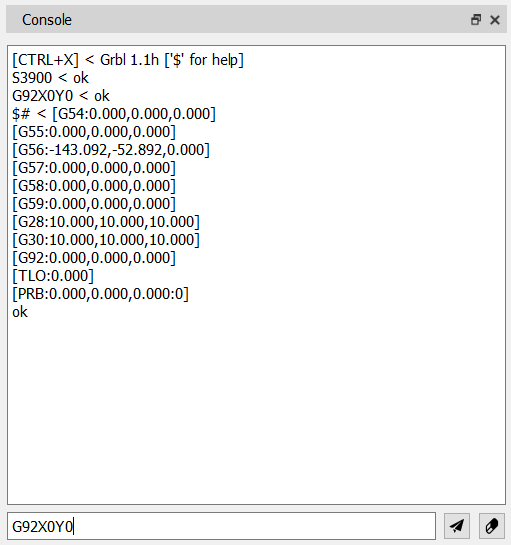 Console
[CTRL+X] < Grbl 1.1h ['$' for help]
S3900 < ok
G92X0Y0 < ok
$# < [G54:0.000,0.000,0.000]
[G55:0.000,0.000,0.000]
[G56:-143.092,-52.892,0.000]
[G57:0.000,0.000,0.000]
[G58:0.000,0.000,0.000]
[G59:0.000,0.000,0.000]
[G28:10.000,10.000,10.000]
[G30:10.000,10.000,10.000]
[G92:0.000,0.000,0.000]
[TLO:0.000]
[PRB:0.000,0.000,0.000:0]
ok
G92X0Y0